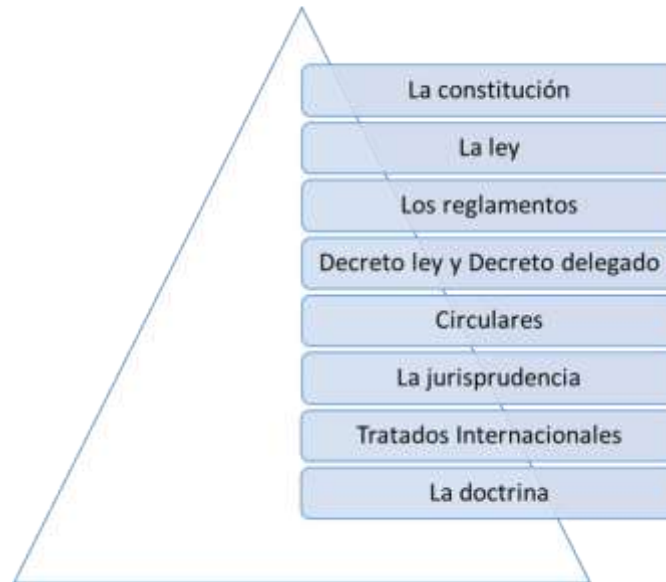 La constitución
La ley
Los reglamentos
Decreto ley y Decreto delegado
Circulares
La jurisprudencia
Tratados Internacionales
La doctrina